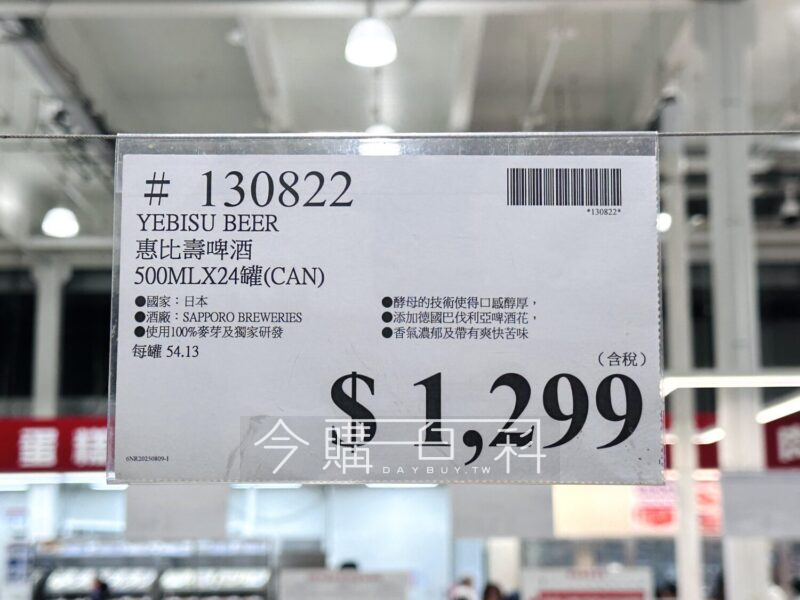 # 130822
*130822*
YEBISU BEER
惠比壽啤酒
500MLX24罐(CAN)
●國家：日本
●酒廠：SAPPORO BREWERIES
●使用100%麥芽及獨家研發
每罐 54.13
●酵母的技術使得口感醇厚，
●添加德國巴伐利亞啤酒花，
●香氣濃郁及帶有爽快苦味
（含稅）
$ 1,299
6NR20250809-1
今購百科
DAYBUY.TW
蛋糕